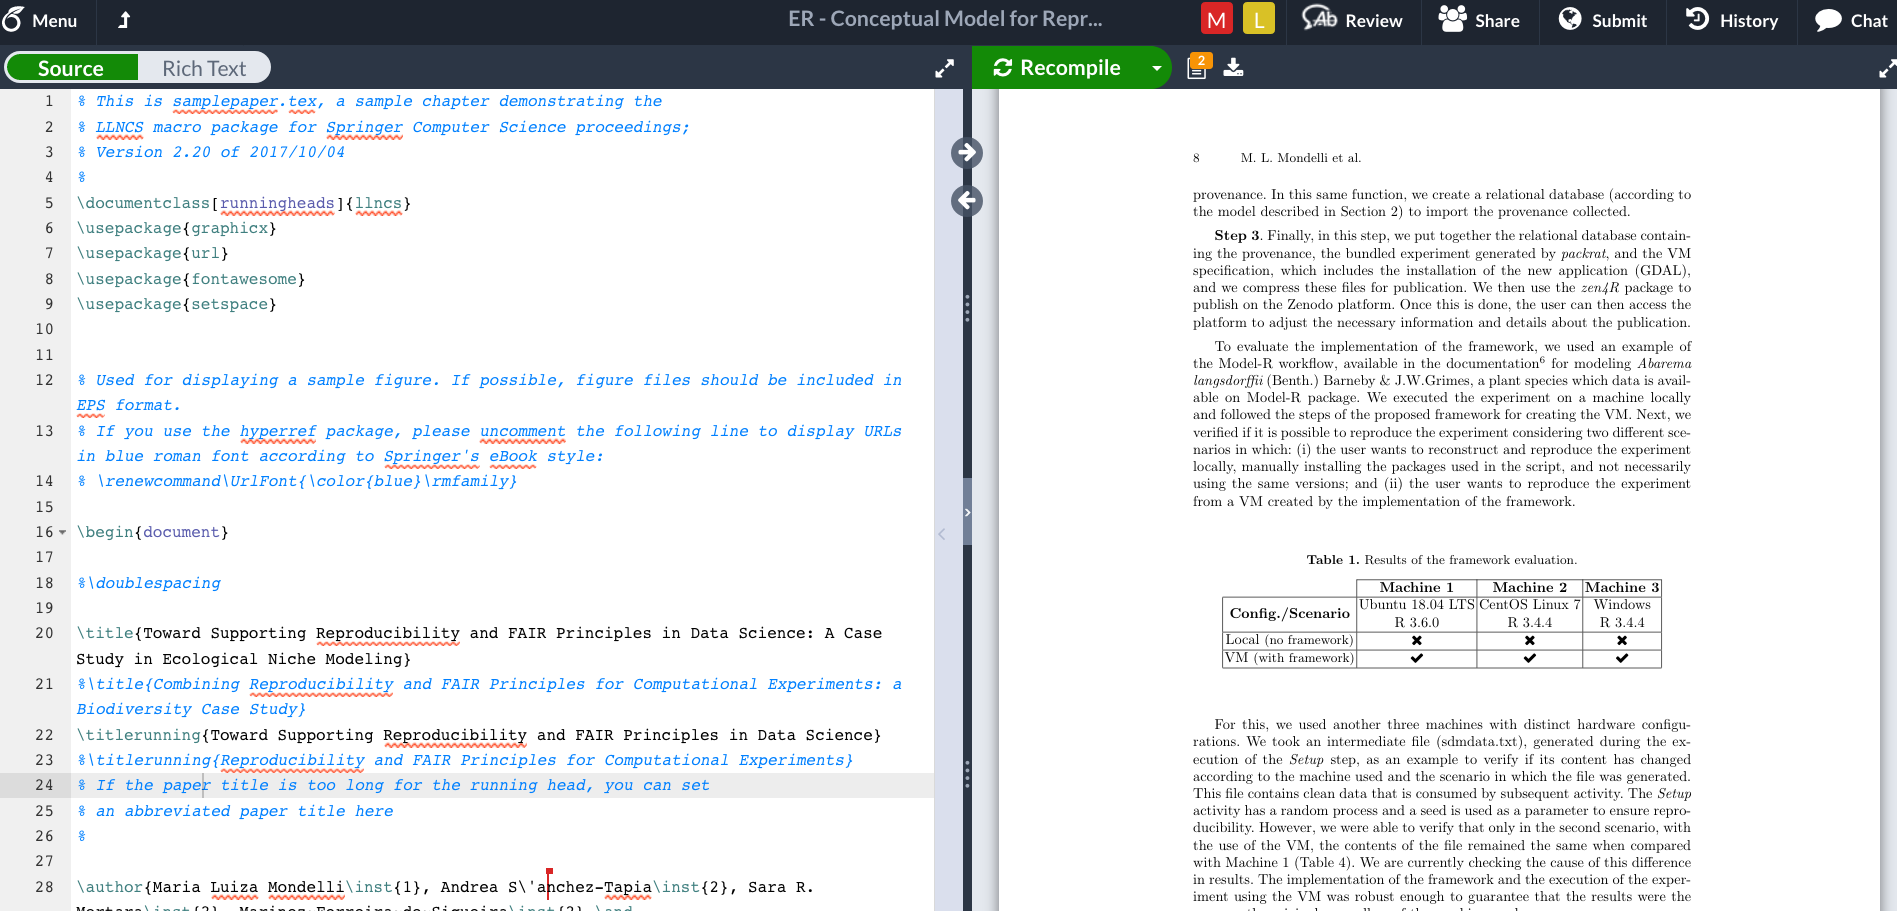 Menu
ER - Conceptual Model for Repr...
M
L
Ab
Review
Share
Submit
History
Chat
Source
Rich Text
Recompile
2
1 % This is samplepaper.tex, a sample chapter demonstrating the
2 % LLNCS macro package for Springer Computer Science proceedings;
3 % Version 2.20 of 2017/10/04
4 %
5 \documentclass[runningheads]{llncs}
6 \usepackage{graphicx}
7 \usepackage{url}
8 \usepackage{fontawesome}
9 \usepackage{setspace}
10
11
12 % Used for displaying a sample figure. If possible, figure files should be included in
EPS format.
13 % If you use the hyperref package, please uncomment the following line to display URLs
in blue roman font according to Springer's eBook style:
14 % \renewcommand\UrlFont{\color{blue}\rmfamily}
15
16 \begin{document}
17
18 %\doublespacing
19
20 \title{Toward Supporting Reproducibility and FAIR Principles in Data Science: A Case
Study in Ecological Niche Modeling}
21 %\title{Combining Reproducibility and FAIR Principles for Computational Experiments: a
Biodiversity Case Study}
22 \titlerunning{Toward Supporting Reproducibility and FAIR Principles in Data Science}
23 %\titlerunning{Reproducibility and FAIR Principles for Computational Experiments}
24 % If the paper title is too long for the running head, you can set
25 % an abbreviated paper title here
26 %
27
28 \author{Maria Luiza Mondelli\inst{1}, Andrea S\'anchez-Tapia\inst{2}, Sara R.
8 M. L. Mondelli et al.
provenance. In this same function, we create a relational database (according to
the model described in Section 2) to import the provenance collected.
Step 3. Finally, in this step, we put together the relational database contain-
ing the provenance, the bundled experiment generated by packrat, and the VM
specification, which includes the installation of the new application (GDAL),
and we compress these files for publication. We then use the zen4R package to
publish on the Zenodo platform. Once this is done, the user can then access the
platform to adjust the necessary information and details about the publication.
To evaluate the implementation of the framework, we used an example of
the Model-R workflow, available in the documentation6 for modeling Abarema
langsdorffii (Benth.) Barneby & J.W.Grimes, a plant species which data is avail-
able on Model-R package. We executed the experiment on a machine locally
and followed the steps of the proposed framework for creating the VM. Next, we
verified if it is possible to reproduce the experiment considering two different sce-
narios in which: (i) the user wants to reconstruct and reproduce the experiment
locally, manually installing the packages used in the script, and not necessarily
using the same versions; and (ii) the user wants to reproduce the experiment
from a VM created by the implementation of the framework.
Table 1. Results of the framework evaluation.
Machine 1 Machine 2 Machine 3
Config./Scenario
Ubuntu 18.04 LTS CentOS Linux 7 Windows
R 3.6.0 R 3.4.4 R 3.4.4
Local (no framework) ✖ ✖ ✖
VM (with framework) ✔ ✔ ✔
For this, we used another three machines with distinct hardware configu-
rations. We took an intermediate file (sdmdata.txt), generated during the ex-
ecution of the Setup step, as an example to verify if its content has changed
according to the machine used and the scenario in which the file was generated.
This file contains clean data that is consumed by subsequent activity. The Setup
activity has a random process and a seed is used as a parameter to ensure repro-
ducibility. However, we were able to verify that only in the second scenario, with
the use of the VM, the contents of the file remained the same when compared
with Machine 1 (Table 4). We are currently checking the cause of this difference
in results. The implementation of the framework and the execution of the exper-
iment using the VM was robust enough to guarantee that the results were the